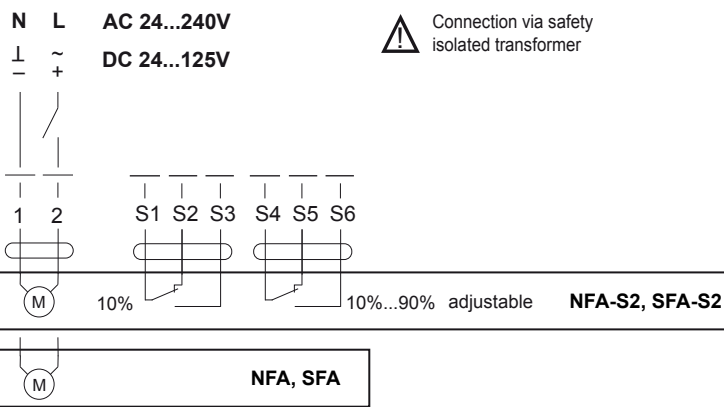 N L AC 24...240V
⊥ ~ DC 24...125V
– +
Connection via safety
isolated transformer
1 2 S1 S2 S3 S4 S5 S6
M 10% 10%...90% adjustable NFA-S2, SFA-S2
M NFA, SFA